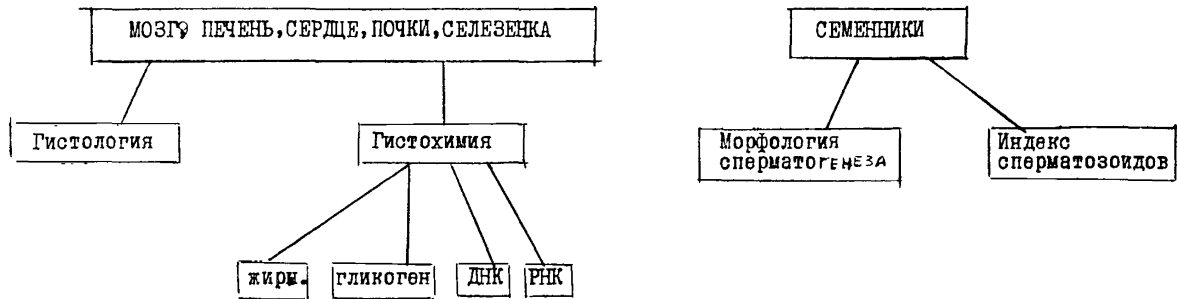 МОЗГ, ПЕЧЕНЬ,СЕРДЦЕ,ПОЧКИ,СЕЛЕЗЕНКА
СЕМЕННИКИ
Гистология
Гистохимия
Морфология
сперматогенеза
Индекс
сперматозоидов
жиры.
гликоген
ДНК
РНК